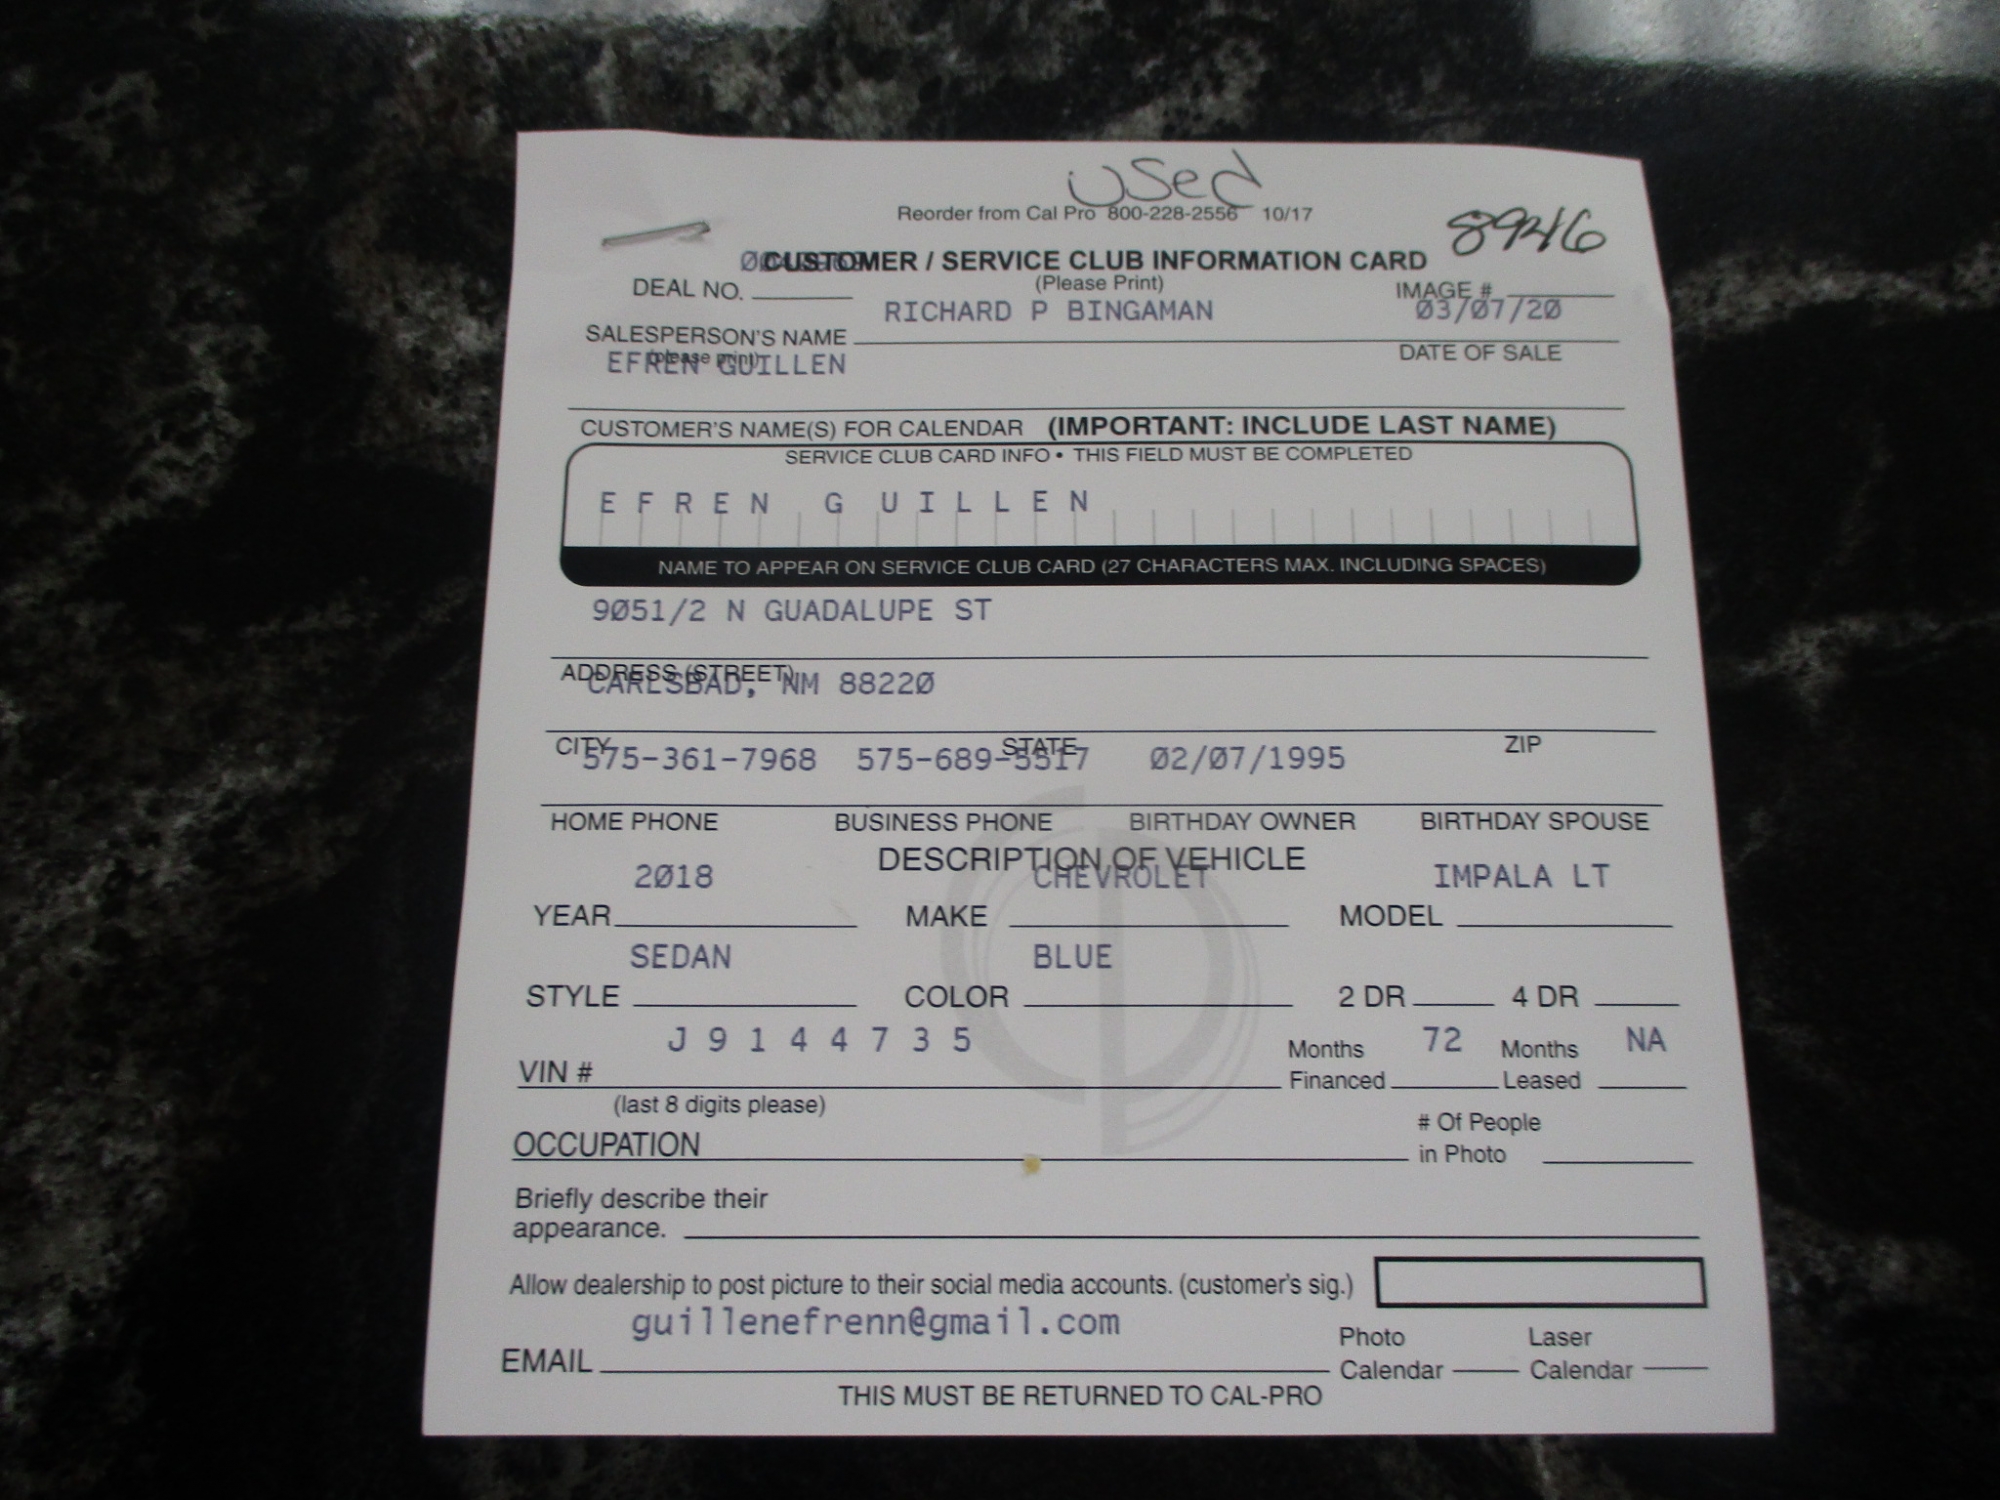 used
Reorder from Cal Pro 800-228-2556 10/17
8946
CUSTOMER / SERVICE CLUB INFORMATION CARD
DEAL NO. (Please Print) IMAGE #
RICHARD P BINGAMAN 03/07/20
SALESPERSON'S NAME
(please print) DATE OF SALE
EFREN GUILLEN
CUSTOMER'S NAME(S) FOR CALENDAR (IMPORTANT: INCLUDE LAST NAME)
SERVICE CLUB CARD INFO • THIS FIELD MUST BE COMPLETED
EFREN GUILLEN
NAME TO APPEAR ON SERVICE CLUB CARD (27 CHARACTERS MAX. INCLUDING SPACES)
9051/2 N GUADALUPE ST
ADDRESS (STREET)
CARLSBAD, NM 88220
CITY STATE ZIP
575-361-7968 575-689-5517 02/07/1995
HOME PHONE BUSINESS PHONE BIRTHDAY OWNER BIRTHDAY SPOUSE
DESCRIPTION OF VEHICLE
2018 CHEVROLET IMPALA LT
YEAR MAKE MODEL
SEDAN BLUE
STYLE COLOR 2 DR 4 DR
J9144735 72 NA
VIN # Months Financed Months Leased
(last 8 digits please)
OCCUPATION # Of People in Photo
Briefly describe their
appearance.
Allow dealership to post picture to their social media accounts. (customer's sig.)
guillenefrenn@gmail.com
EMAIL Photo Calendar Laser Calendar
THIS MUST BE RETURNED TO CAL-PRO